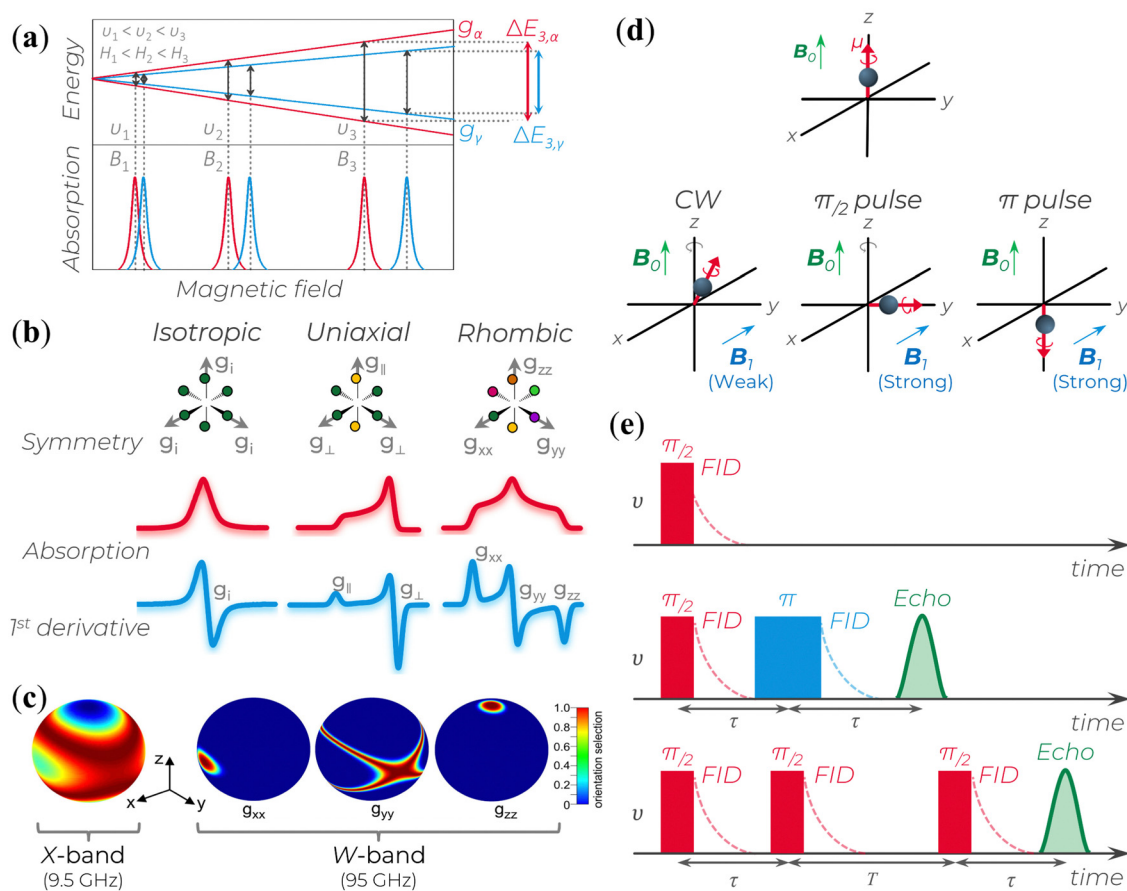 (a)
υ1 < υ2 < υ3
H1 < H2 < H3
Energy
gα
gγ
ΔE3,α
ΔE3,γ
υ1
υ2
υ3
B1
B2
B3
Absorption
Magnetic field
(b)
Isotropic
Uniaxial
Rhombic
gi
g∥
gzz
Symmetry
gi
gi
g⊥
g⊥
gxx
gyy
Absorption
gxx
gi
g∥
g⊥
gyy
gzz
1st derivative
(c)
z
x
y
gxx
gyy
gzz
1.0
0.8
0.6
0.4
0.2
0
orientation selection
X-band
(9.5 GHz)
W-band
(95 GHz)
(d)
z
B0
μ
y
x
CW
π/2 pulse
π pulse
z
z
z
B0
B0
B0
y
y
y
x
x
x
B1
(Weak)
B1
(Strong)
B1
(Strong)
(e)
π/2
FID
υ
time
π/2
FID
π
FID
Echo
υ
time
τ
τ
π/2
FID
π/2
FID
π/2
FID
Echo
υ
time
τ
T
τ